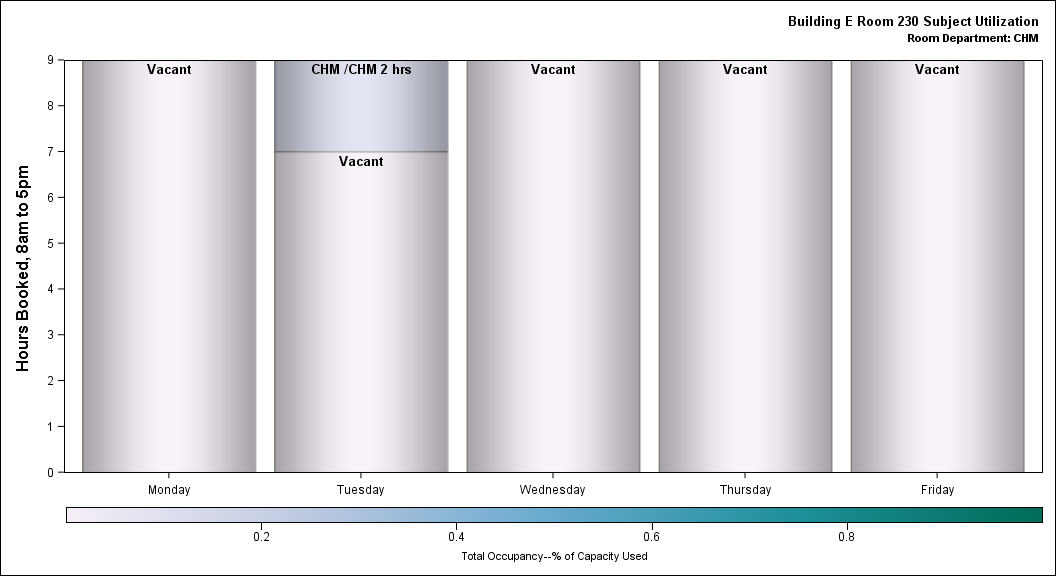 Building E Room 230 Subject Utilization
Room Department: CHM
Hours Booked, 8am to 5pm
9
8
7
6
5
4
3
2
1
0
Vacant
CHM /CHM 2 hrs
Vacant
Vacant
Vacant
Vacant
Monday
Tuesday
Wednesday
Thursday
Friday
0.2
0.4
0.6
0.8
Total Occupancy--% of Capacity Used